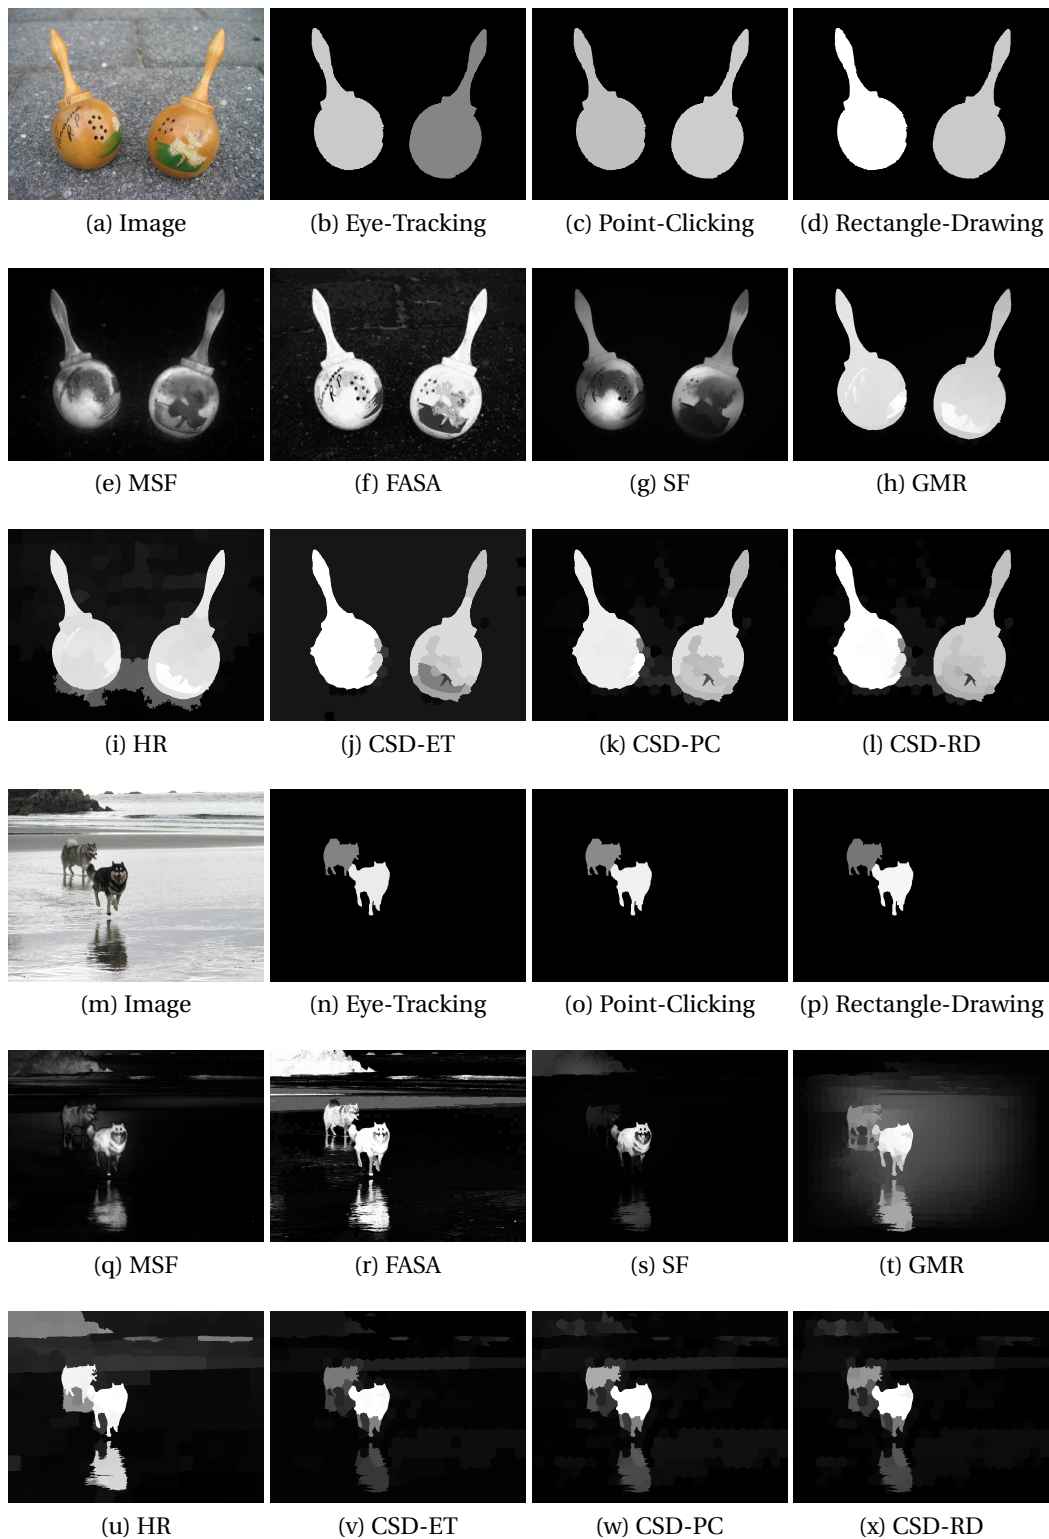 (a) Image
(b) Eye-Tracking
(c) Point-Clicking
(d) Rectangle-Drawing
(e) MSF
(f) FASA
(g) SF
(h) GMR
(i) HR
(j) CSD-ET
(k) CSD-PC
(l) CSD-RD
(m) Image
(n) Eye-Tracking
(o) Point-Clicking
(p) Rectangle-Drawing
(q) MSF
(r) FASA
(s) SF
(t) GMR
(u) HR
(v) CSD-ET
(w) CSD-PC
(x) CSD-RD